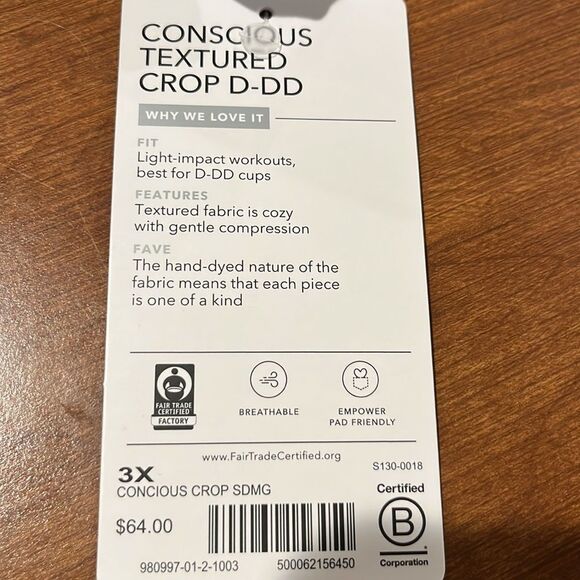 CONSCIOUS
TEXTURED
CROP D-DD
WHY WE LOVE IT
FIT
Light-impact workouts,
best for D-DD cups
FEATURES
Textured fabric is cozy
with gentle compression
FAVE
The hand-dyed nature of the
fabric means that each piece
is one of a kind
FAIR TRADE
CERTIFIED
FACTORY
BREATHABLE
EMPOWER
PAD FRIENDLY
www.FairTradeCertified.org
S130-0018
3X
CONCIOUS CROP SDMG
$64.00
980997-01-2-1003
500062156450
Certified
B
Corporation